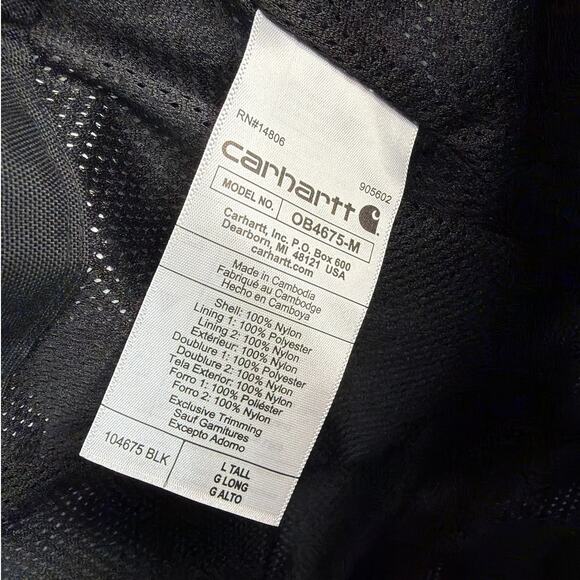 RN#14806
905602
carhartt
MODEL NO. OB4675-M
Carhartt, Inc. P.O. Box 600
Dearborn, MI 48121 USA
carhartt.com
Made in Cambodia
Fabriqué au Cambodge
Hecho en Camboya
Shell: 100% Nylon
Lining 1: 100% Polyester
Lining 2: 100% Nylon
Extérieur: 100% Nylon
Doublure 1: 100% Polyester
Doublure 2: 100% Nylon
Tela Exterior: 100% Nylon
Forro 1: 100% Poliéster
Forro 2: 100% Nylon
Exclusive Trimming
Sauf Garnitures
Excepto Adorno
104675 BLK
L TALL
G LONG
G ALTO